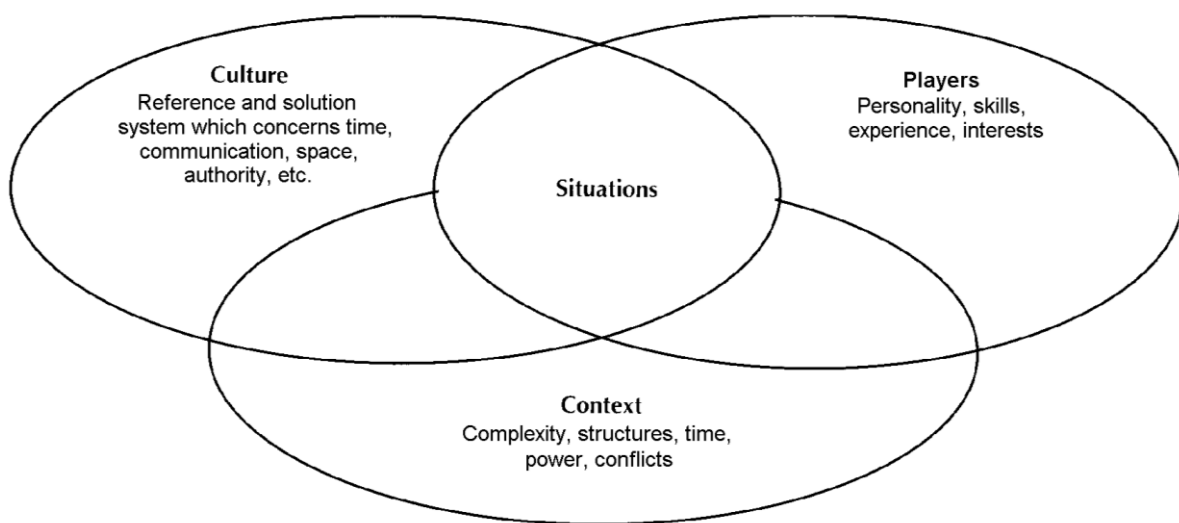 Culture
Reference and solution
system which concerns time,
communication, space,
authority, etc.
Players
Personality, skills,
experience, interests
Situations
Context
Complexity, structures, time,
power, conflicts